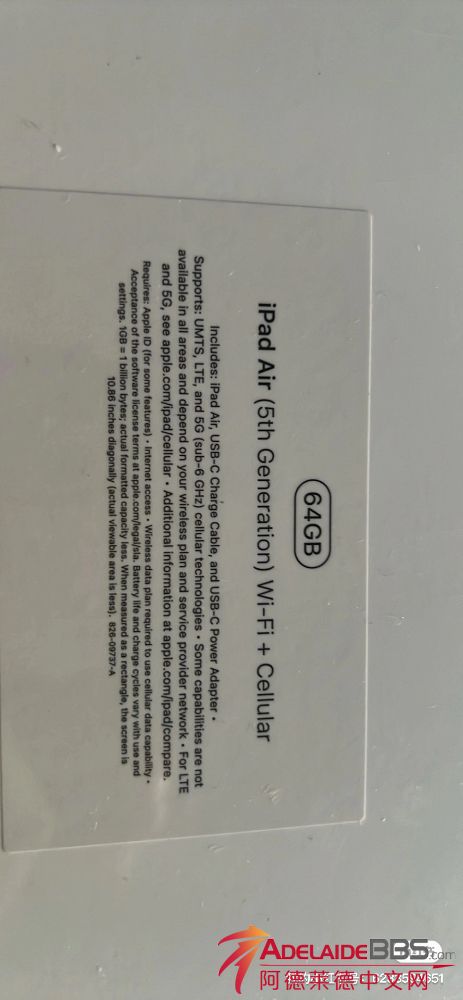 64GB
iPad Air (5th Generation) Wi-Fi + Cellular
Includes: iPad Air, USB-C Charge Cable, and USB-C Power Adapter •
Supports: UMTS, LTE, and 5G (sub-6 GHz) cellular technologies • Some capabilities are not
available in all areas and depend on your wireless plan and service provider network • For LTE
and 5G, see apple.com/ipad/cellular • Additional information at apple.com/ipad/compare.
Requires: Apple ID (for some features) • Internet access • Wireless data plan required to use cellular data capability •
Acceptance of the software license terms at apple.com/legal/sla. Battery life and charge cycles vary with use and
settings. 1GB = 1 billion bytes; actual formatted capacity less. When measured as a rectangle, the screen is
10.86 inches diagonally (actual viewable area is less). 826-09737-A
ADELAIDEBBS.com
阿德莱德中文网